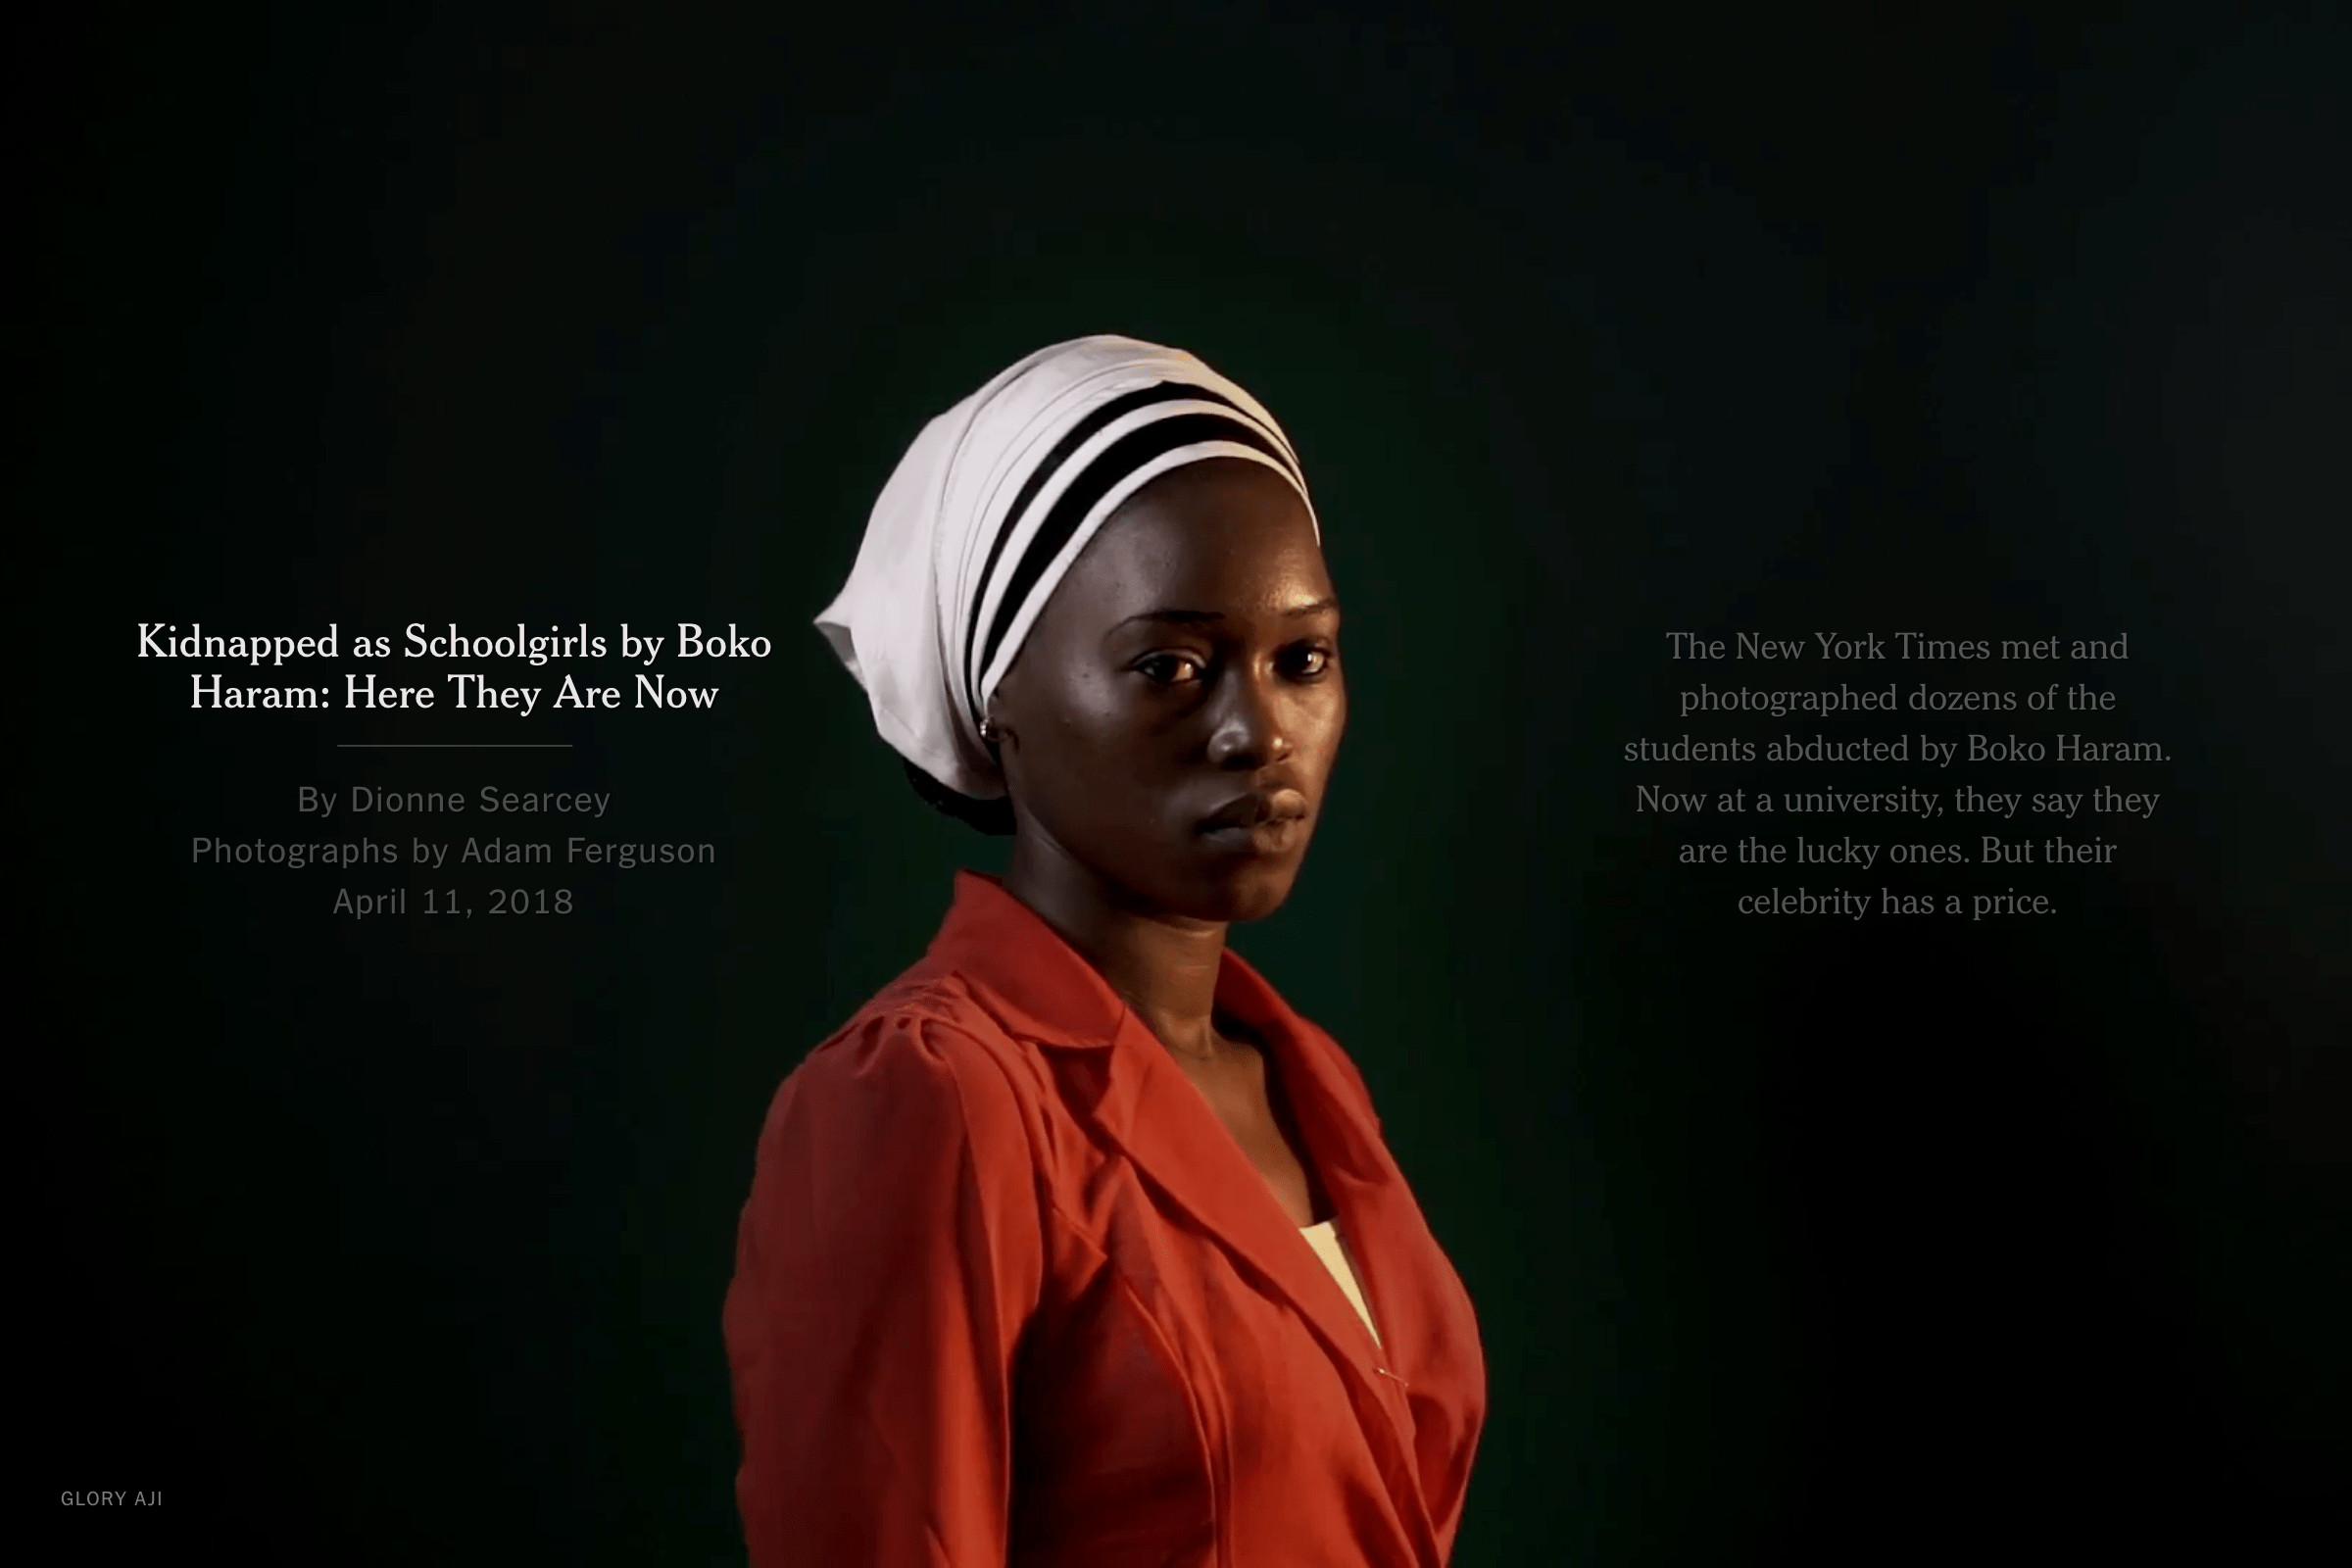 Kidnapped as Schoolgirls by Boko
Haram: Here They Are Now
By Dionne Searcey
Photographs by Adam Ferguson
April 11, 2018
The New York Times met and
photographed dozens of the
students abducted by Boko Haram.
Now at a university, they say they
are the lucky ones. But their
celebrity has a price.
GLORY AJI